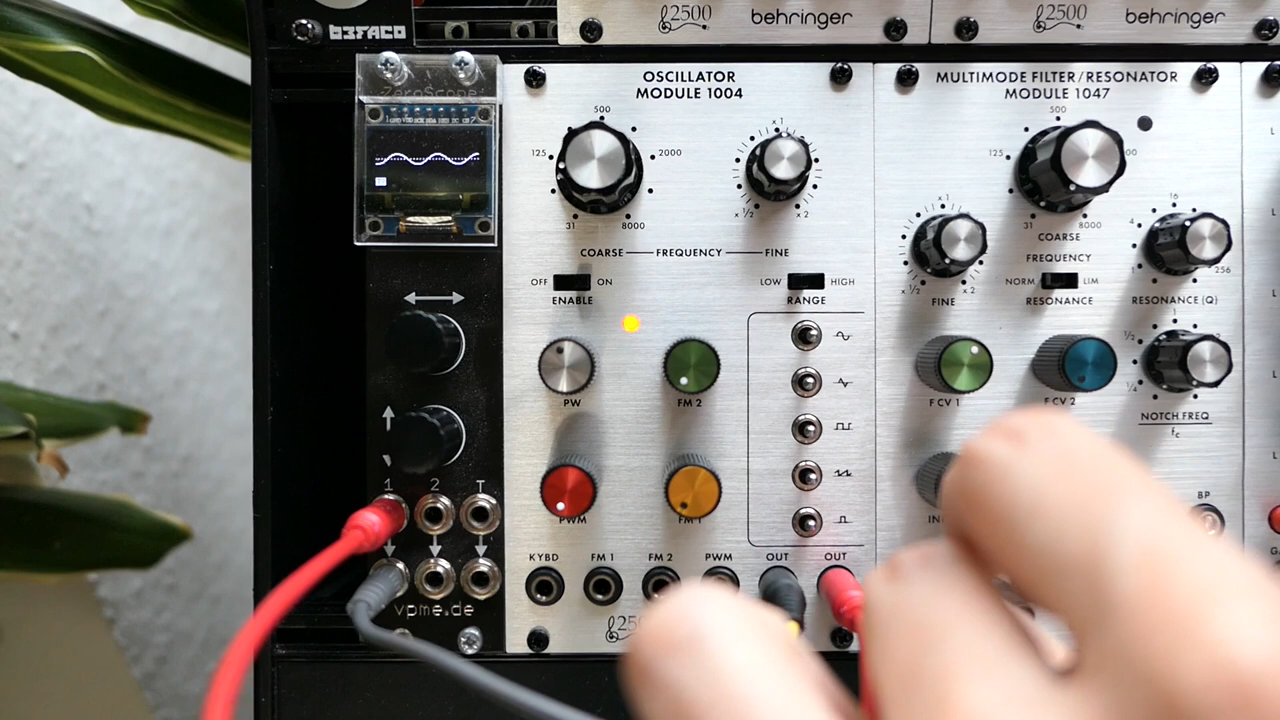 BEFACO
2500 behringer
2500 behringer
ZeroScope
OSCILLATOR
MODULE 1004
MULTIMODE FILTER/RESONATOR
MODULE 1047
500
x1
500
125
2000
125
31
8000
x½
x2
x1
31
8000
16
4
1
256
COARSE
FREQUENCY
FINE
COARSE
FREQUENCY
OFF
ON
ENABLE
LOW
HIGH
RANGE
NORM
LIM
RESONANCE
x½
x2
FINE
RESONANCE (Q)
1
½
2
¼
PW
FM 2
F CV 1
F CV 2
NOTCH FREQ
fc
1
2
T
PWM
FM 1
BP
KYBD
FM 1
FM 2
PWM
OUT
OUT
vpme.de